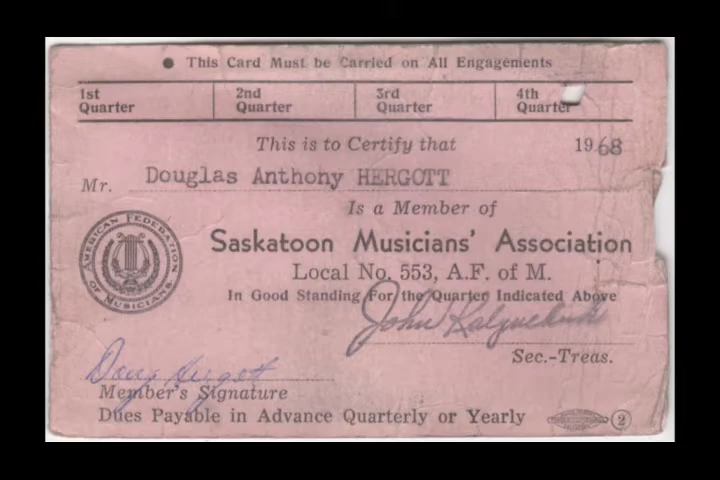 ● This Card Must be Carried on All Engagements
1st Quarter 2nd Quarter 3rd Quarter 4th Quarter
This is to Certify that 1968
Mr. Douglas Anthony HERGOTT
Is a Member of
AMERICAN FEDERATION OF MUSICIANS
Saskatoon Musicians' Association
Local No. 553, A.F. of M.
In Good Standing For the Quarter Indicated Above
John
Sec.-Treas.
Doug Hergott
Member's Signature
Dues Payable in Advance Quarterly or Yearly
2